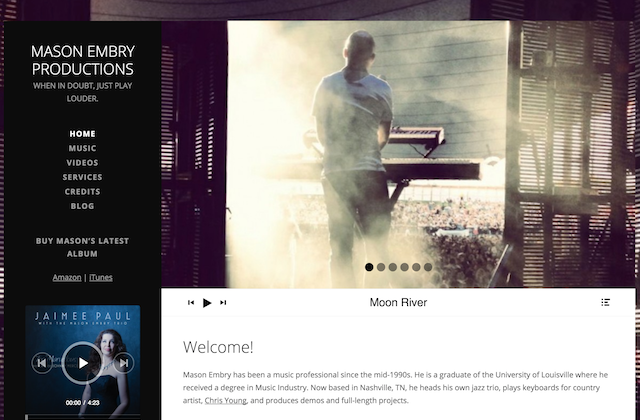 MASON EMBRY
PRODUCTIONS
WHEN IN DOUBT, JUST PLAY
LOUDER.
HOME
MUSIC
VIDEOS
SERVICES
CREDITS
BLOG
BUY MASON'S LATEST
ALBUM
Amazon | iTunes
JAIMEE PAUL
WITH THE MASON EMBRY TRIO
00:00 / 4:23
Moon River
Welcome!
Mason Embry has been a music professional since the mid-1990s. He is a graduate of the University of Louisville where he
received a degree in Music Industry. Now based in Nashville, TN, he heads his own jazz trio, plays keyboards for country
artist, Chris Young, and produces demos and full-length projects.